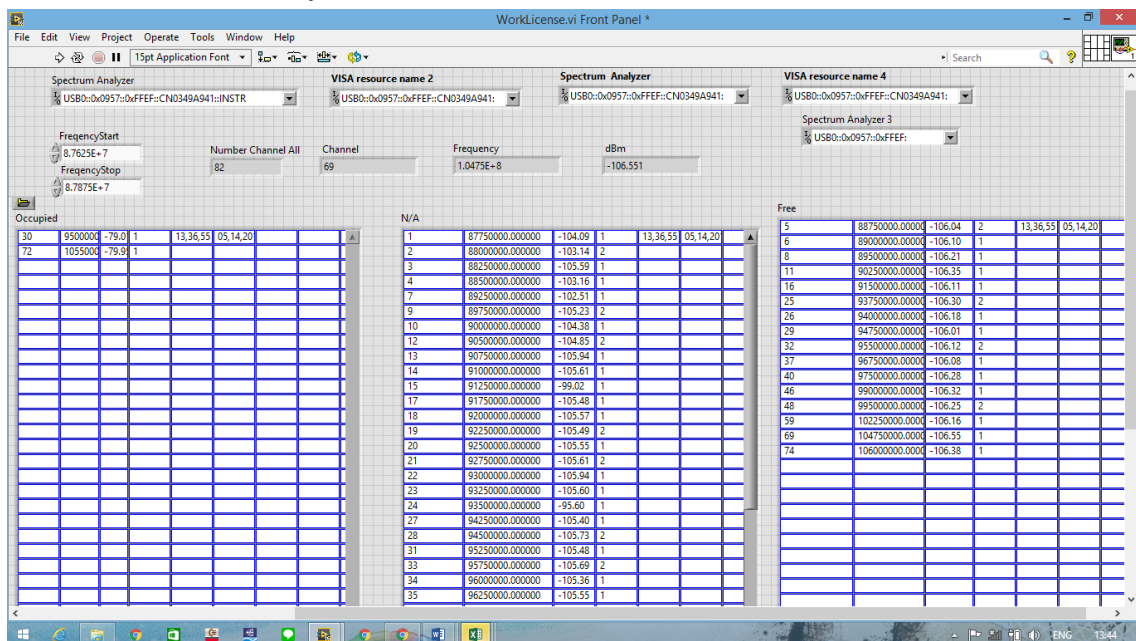 WorkLicense.vi Front Panel *
File Edit View Project Operate Tools Window Help
15pt Application Font
Search
Spectrum Analyzer
USB0::0x0957::0xFFEF::CN0349A941::INSTR
VISA resource name 2
USB0::0x0957::0xFFEF::CN0349A941:
Spectrum Analyzer
USB0::0x0957::0xFFEF::CN0349A941:
VISA resource name 4
USB0::0x0957::0xFFEF::CN0349A941:
Spectrum Analyzer 3
USB0::0x0957::0xFFEF:
FreqencyStart
8.7625E+7
FreqencyStop
8.7875E+7
Number Channel All
82
Channel
69
Frequency
1.0475E+8
dBm
-106.551
Occupied
30 9500000 -79.0 1 13,36,55 05,14,20
72 1055000 -79.9 1
N/A
1 87750000.000000 -104.09 1 13,36,55 05,14,20
2 88000000.000000 -103.14 2
3 88250000.000000 -105.59 1
4 88500000.000000 -103.16 1
7 89250000.000000 -102.51 1
9 89750000.000000 -105.23 2
10 90000000.000000 -104.38 1
12 90500000.000000 -104.85 2
13 90750000.000000 -105.94 1
14 91000000.000000 -105.61 1
15 91250000.000000 -99.02 1
17 91750000.000000 -105.48 1
18 92000000.000000 -105.57 1
19 92250000.000000 -105.49 2
20 92500000.000000 -105.55 1
21 92750000.000000 -105.61 2
22 93000000.000000 -105.94 1
23 93250000.000000 -105.60 1
24 93500000.000000 -95.60 1
27 94250000.000000 -105.40 1
28 94500000.000000 -105.73 2
31 95250000.000000 -105.48 1
33 95750000.000000 -105.69 2
34 96000000.000000 -105.36 1
35 96250000.000000 -105.55 1
Free
5 88750000.0000 -106.04 2 13,36,55 05,14,20
6 89000000.0000 -106.10 1
8 89500000.0000 -106.21 1
11 90250000.0000 -106.35 1
16 91500000.0000 -106.11 1
25 93750000.0000 -106.30 2
26 94000000.0000 -106.18 1
29 94750000.0000 -106.01 1
32 95500000.0000 -106.12 2
37 96750000.0000 -106.08 1
40 97500000.0000 -106.28 1
46 99000000.0000 -106.32 1
48 99500000.0000 -106.25 2
59 102250000.000 -106.16 1
69 104750000.000 -106.55 1
74 106000000.000 -106.38 1
ENG 13:44